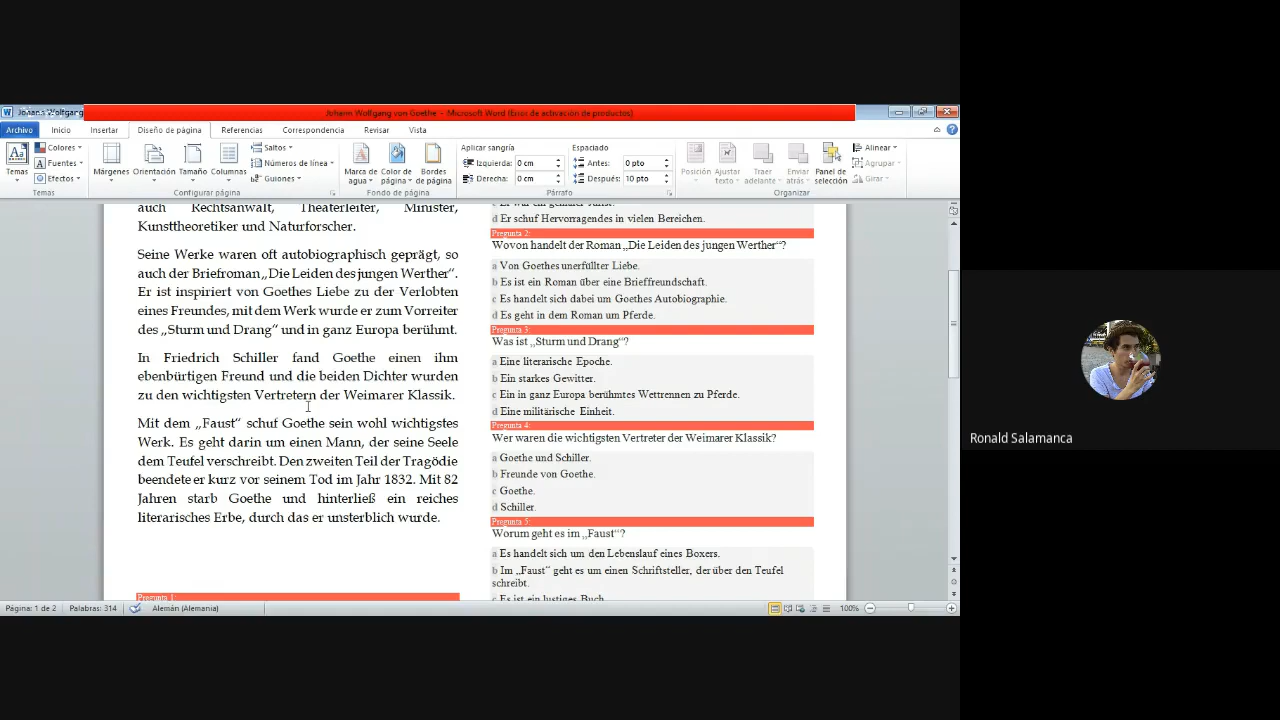 Johann Wolfgang von Goethe - Microsoft Word (Error de activación de productos)
Archivo Inicio Insertar Diseño de página Referencias Correspondencia Revisar Vista
Temas
Colores
Fuentes
Efectos
Temas
Márgenes Orientación Tamaño Columnas
Saltos
Números de línea
Guiones
Configurar página
Marca de agua Color de página Bordes de página
Fondo de página
Aplicar sangría
Izquierda: 0 cm
Derecha: 0 cm
Espaciado
Antes: 0 pto
Después: 10 pto
Párrafo
Posición Ajustar texto Traer adelante Enviar atrás Panel de selección
Alinear
Agrupar
Girar
Organizar
auch Rechtsanwalt, Theaterleiter, Minister,
Kunsttheoretiker und Naturforscher.
Seine Werke waren oft autobiographisch geprägt, so
auch der Briefroman „Die Leiden des jungen Werther“.
Er ist inspiriert von Goethes Liebe zu der Verlobten
eines Freundes, mit dem Werk wurde er zum Vorreiter
des „Sturm und Drang“ und in ganz Europa berühmt.
In Friedrich Schiller fand Goethe einen ihm
ebenbürtigen Freund und die beiden Dichter wurden
zu den wichtigsten Vertretern der Weimarer Klassik.
Mit dem „Faust“ schuf Goethe sein wohl wichtigstes
Werk. Es geht darin um einen Mann, der seine Seele
dem Teufel verschreibt. Den zweiten Teil der Tragödie
beendete er kurz vor seinem Tod im Jahr 1832. Mit 82
Jahren starb Goethe und hinterließ ein reiches
literarisches Erbe, durch das er unsterblich wurde.
Pregunta 1:
c Er war ein genialer Jurist.
d Er schuf Hervorragendes in vielen Bereichen.
Pregunta 2:
Wovon handelt der Roman „Die Leiden des jungen Werther“?
a Von Goethes unerfüllter Liebe.
b Es ist ein Roman über eine Brieffreundschaft.
c Es handelt sich dabei um Goethes Autobiographie.
d Es geht in dem Roman um Pferde.
Pregunta 3:
Was ist „Sturm und Drang“?
a Eine literarische Epoche.
b Ein starkes Gewitter.
c Ein in ganz Europa berühmtes Wettrennen zu Pferde.
d Eine militärische Einheit.
Pregunta 4:
Wer waren die wichtigsten Vertreter der Weimarer Klassik?
a Goethe und Schiller.
b Freunde von Goethe.
c Goethe.
d Schiller.
Pregunta 5:
Worum geht es im „Faust“?
a Es handelt sich um den Lebenslauf eines Boxers.
b Im „Faust“ geht es um einen Schriftsteller, der über den Teufel
schreibt.
c Es ist ein lustiges Buch
Página: 1 de 2 Palabras: 314 Alemán (Alemania) 100%
Ronald Salamanca